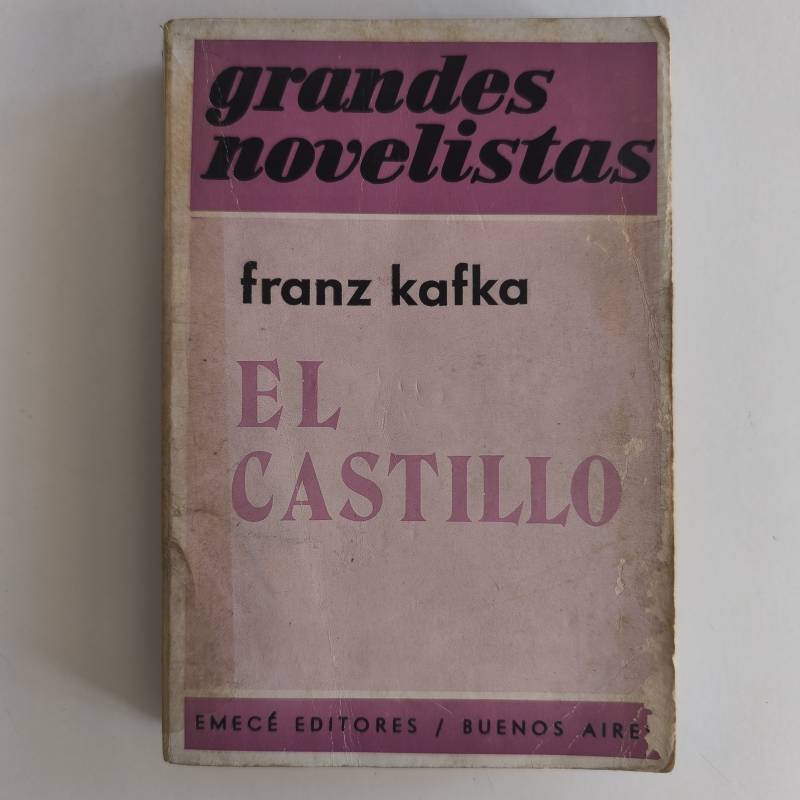 grandes
novelistas
franz kafka
EL
CASTILLO
EMECÉ EDITORES / BUENOS AIRE